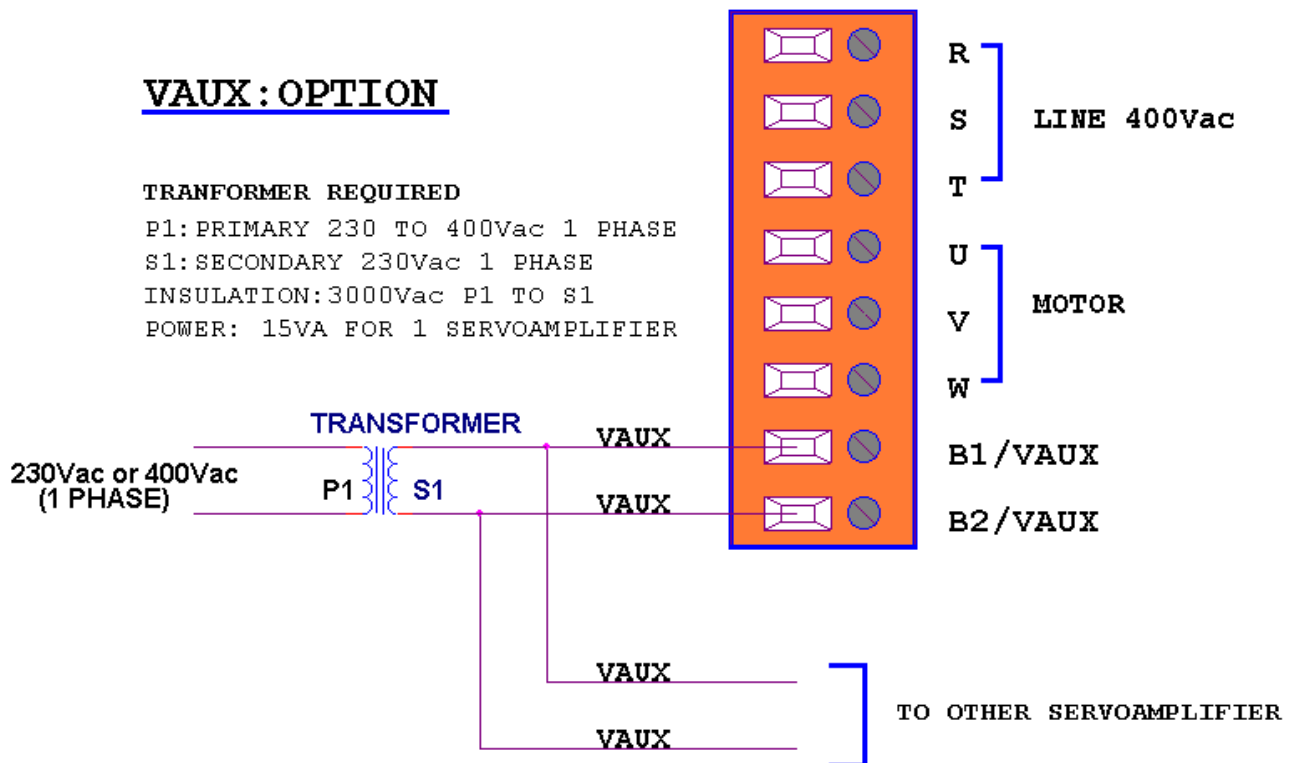 VAUX:OPTION
TRANFORMER REQUIRED
P1:PRIMARY 230 TO 400Vac 1 PHASE
S1:SECONDARY 230Vac 1 PHASE
INSULATION:3000Vac P1 TO S1
POWER: 15VA FOR 1 SERVOAMPLIFIER
R
S
T
LINE 400Vac
U
V
W
MOTOR
B1/VAUX
B2/VAUX
TRANSFORMER
230Vac or 400Vac
(1 PHASE)
P1
S1
VAUX
VAUX
VAUX
VAUX
TO OTHER SERVOAMPLIFIER